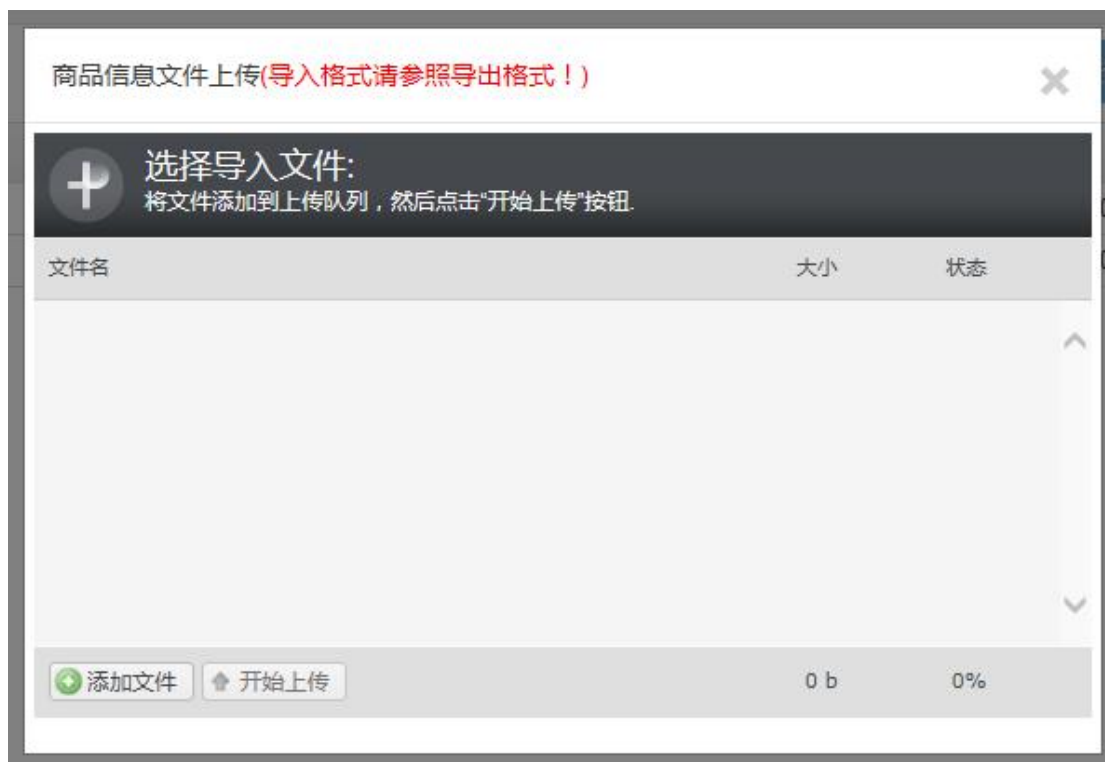 商品信息文件上传(导入格式请参照导出格式！)
选择导入文件:
将文件添加到上传队列，然后点击“开始上传”按钮.
文件名 大小 状态
添加文件 开始上传 0 b 0%